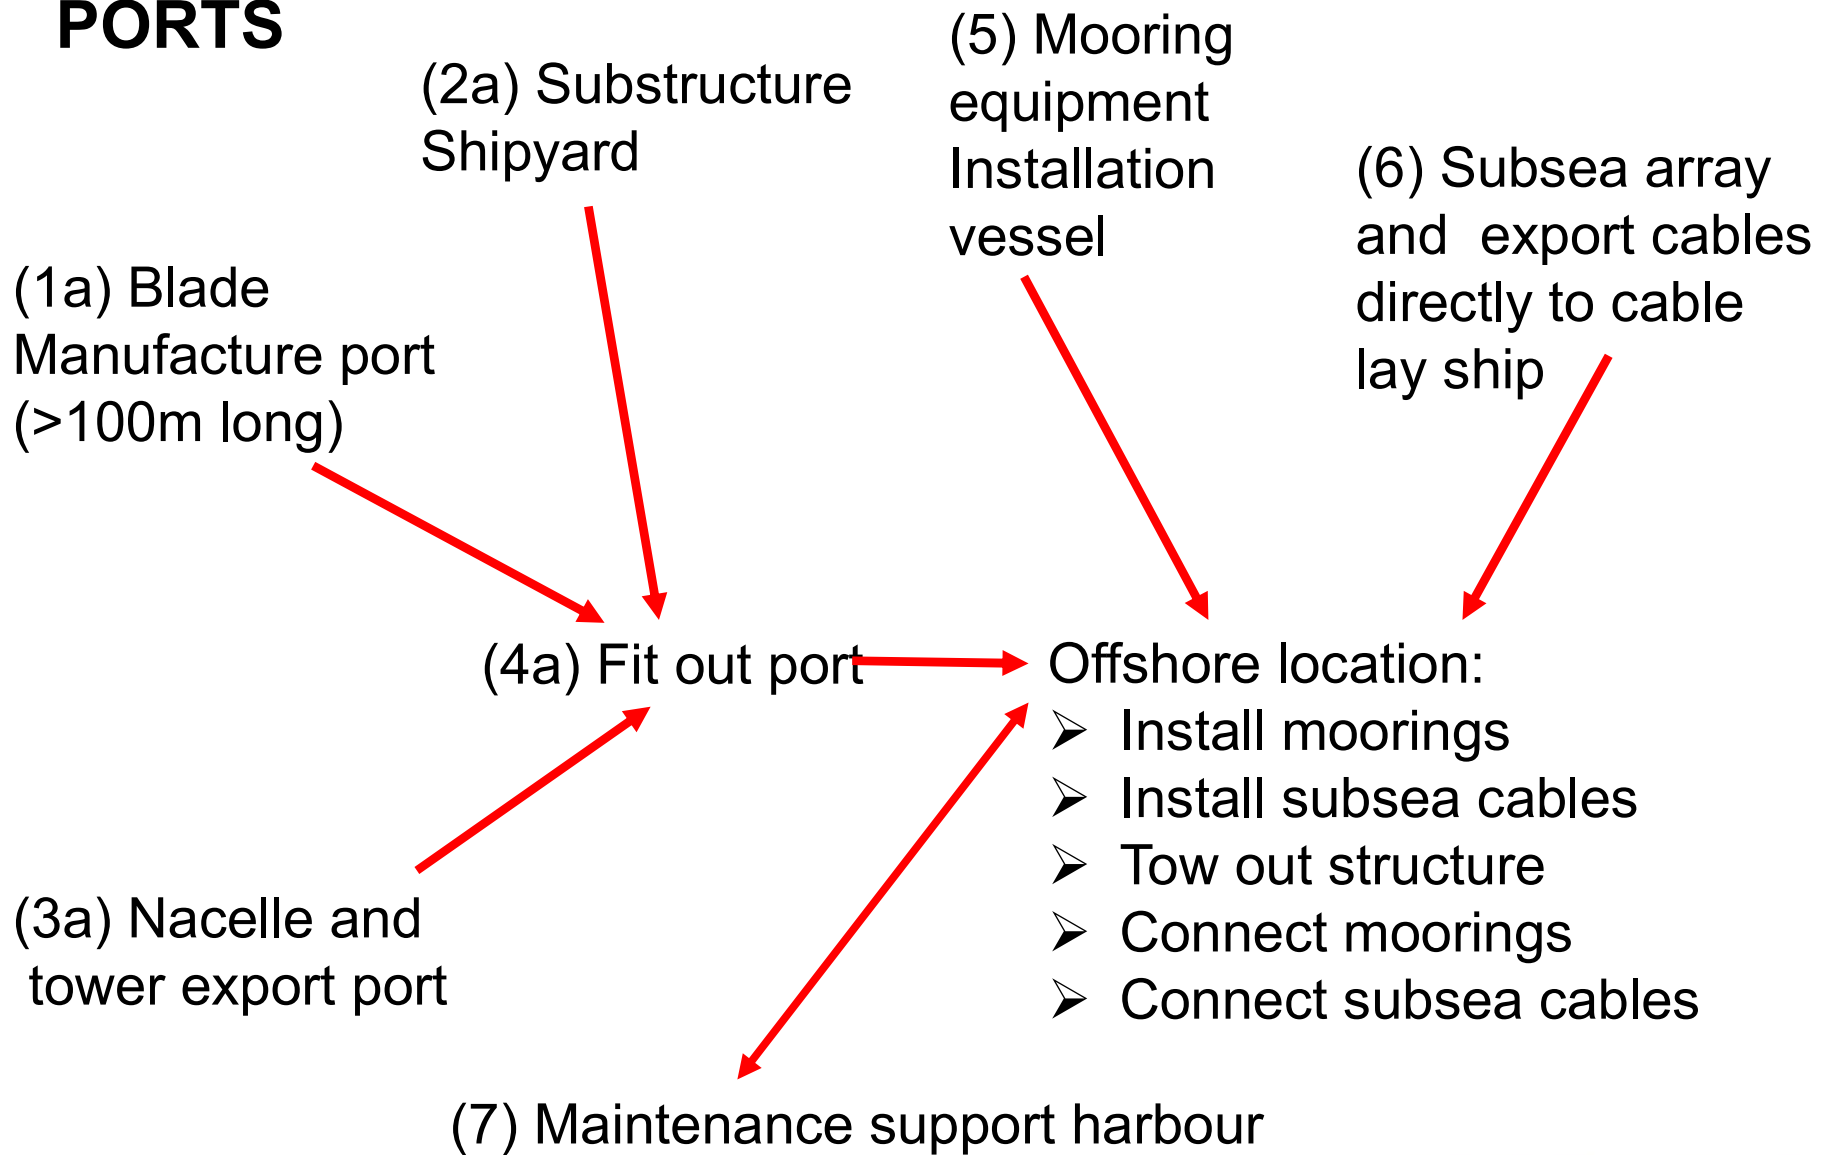 PORTS
(2a) Substructure
Shipyard
(5) Mooring
equipment
Installation
vessel
(6) Subsea array
and  export cables
directly to cable
lay ship
(1a) Blade
Manufacture port
(>100m long)
(4a) Fit out port
Offshore location:
➢ Install moorings
➢ Install subsea cables
➢ Tow out structure
➢ Connect moorings
➢ Connect subsea cables
(3a) Nacelle and
tower export port
(7) Maintenance support harbour